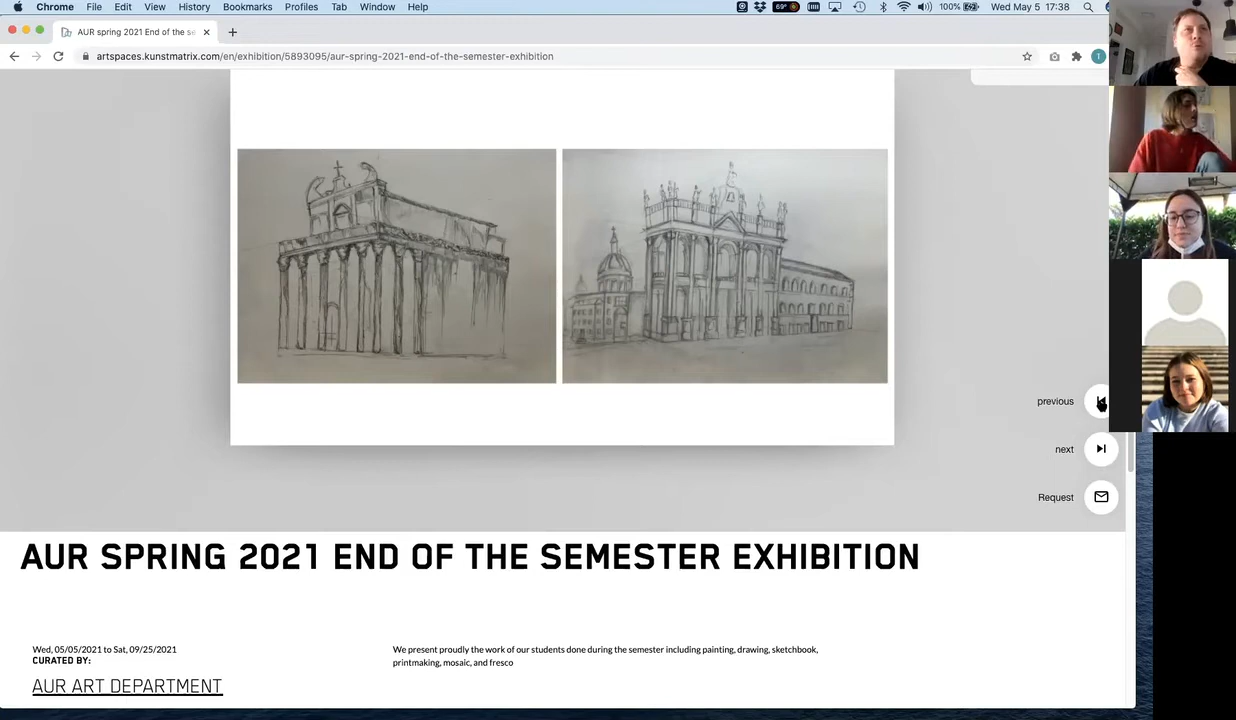 Chrome File Edit View History Bookmarks Profiles Tab Window Help
69° 100% Wed May 5 17:38
AUR spring 2021 End of the se
artspaces.kunstmatrix.com/en/exhibition/5893095/aur-spring-2021-end-of-the-semester-exhibition
T
previous
next
Request
AUR SPRING 2021 END OF THE SEMESTER EXHIBITION
Wed, 05/05/2021 to Sat, 09/25/2021
CURATED BY:
AUR ART DEPARTMENT
We present proudly the work of our students done during the semester including painting, drawing, sketchbook,
printmaking, mosaic, and fresco